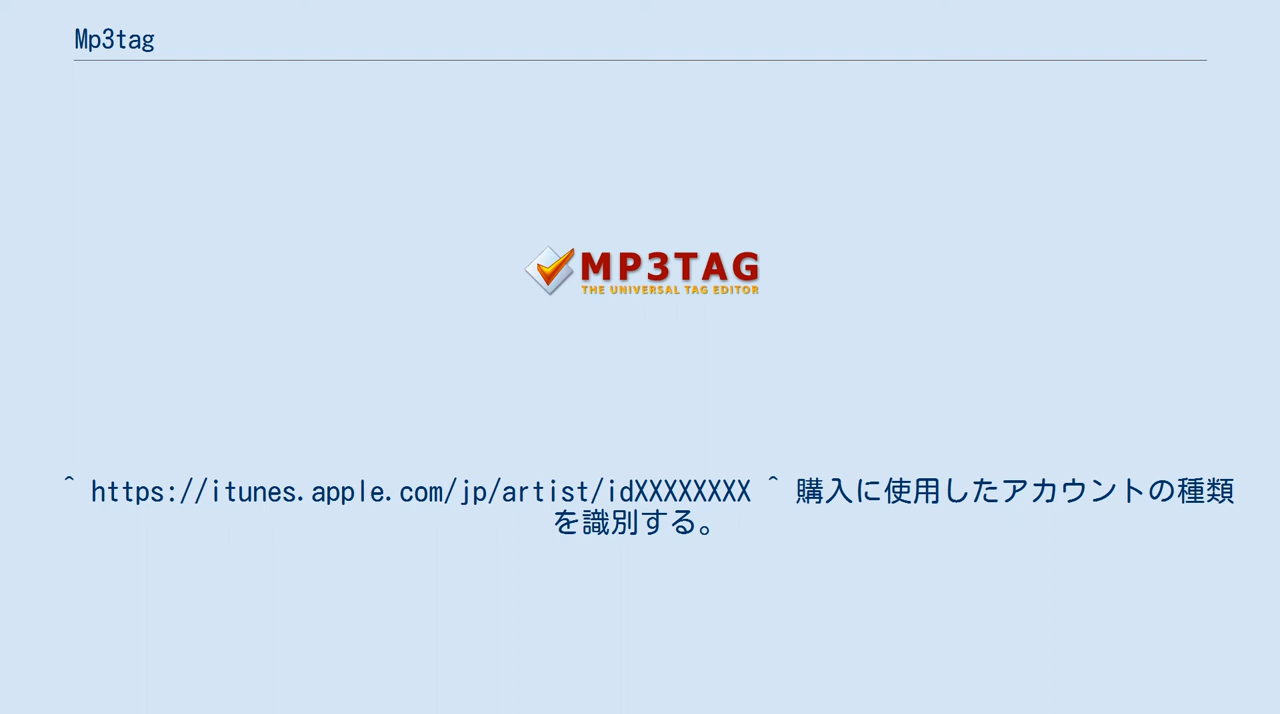 Mp3tag
MP3TAG
THE UNIVERSAL TAG EDITOR
^ https://itunes.apple.com/jp/artist/idXXXXXXXX ^ 購入に使用したアカウントの種類
を識別する。